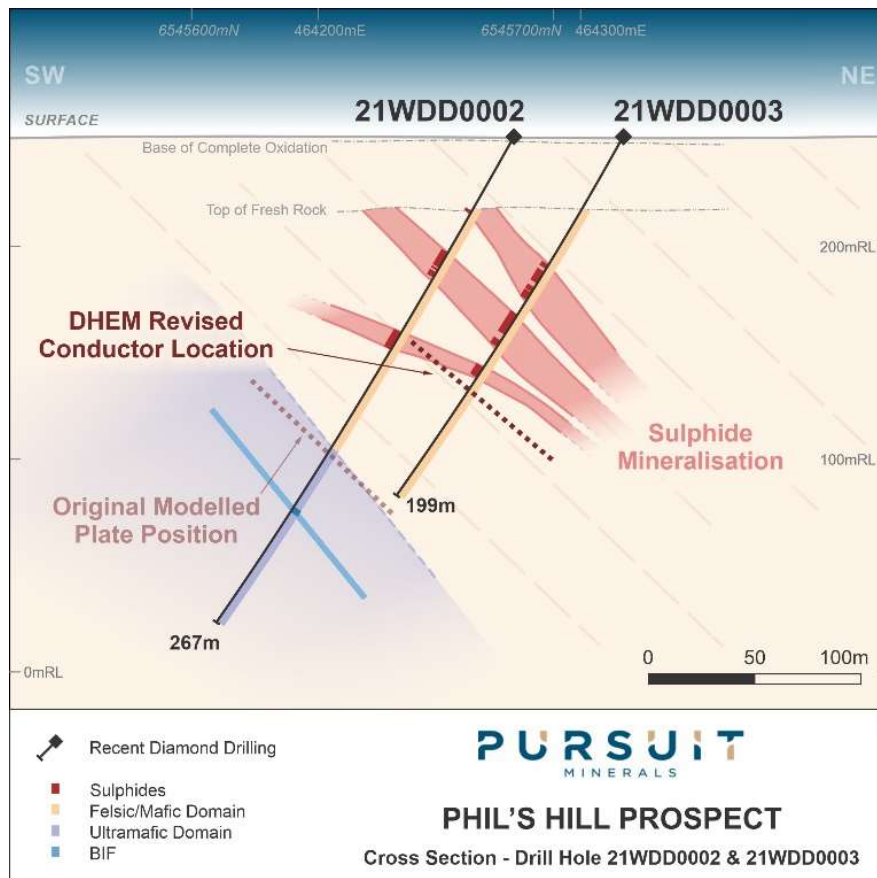 6545600mN
464200mE
6545700mN
464300mE
SW
NE
SURFACE
21WDD0002
21WDD0003
Base of Complete Oxidation
Top of Fresh Rock
200mRL
DHEM Revised
Conductor Location
Sulphide
Mineralisation
100mRL
Original Modelled
Plate Position
199m
267m
0mRL
0
50
100m
Recent Diamond Drilling
Sulphides
Felsic/Mafic Domain
Ultramafic Domain
BIF
PURSUIT
MINERALS
PHIL'S HILL PROSPECT
Cross Section - Drill Hole 21WDD0002 & 21WDD0003